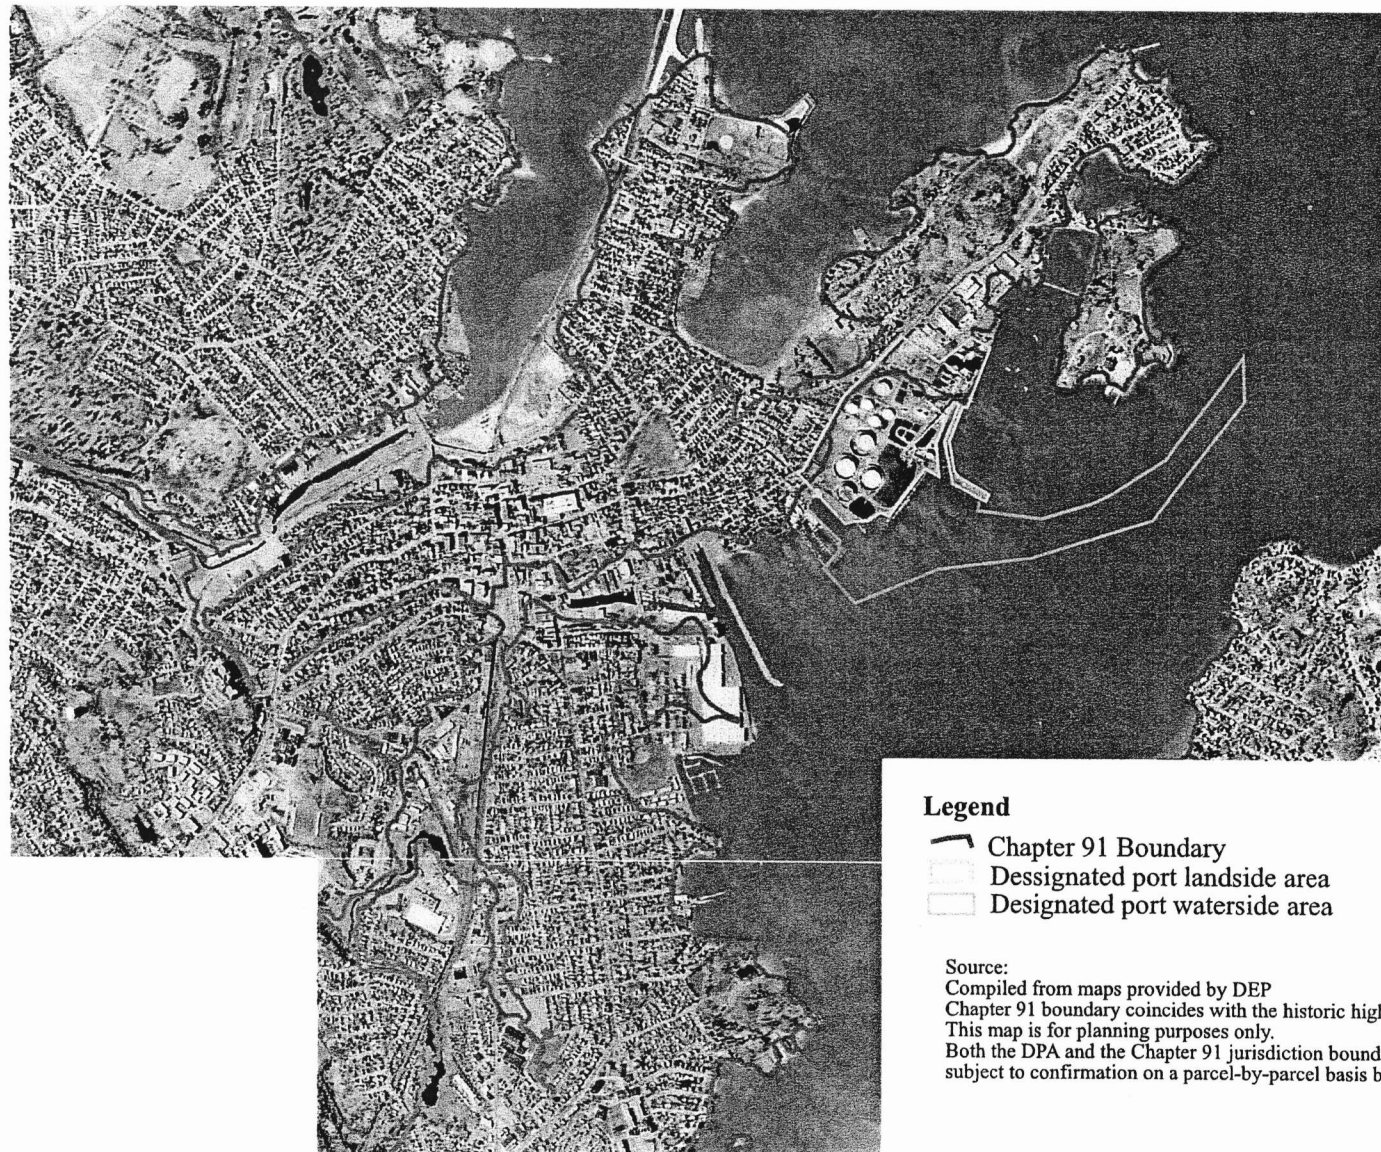 Legend
Chapter 91 Boundary
Dessignated port landside area
Designated port waterside area
Source:
Compiled from maps provided by DEP
Chapter 91 boundary coincides with the historic hig
This map is for planning purposes only.
Both the DPA and the Chapter 91 jurisdiction bound
subject to confirmation on a parcel-by-parcel basis b